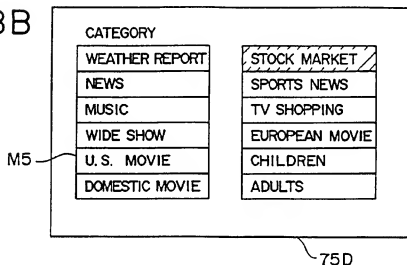 3B
CATEGORY
WEATHER REPORT
NEWS
MUSIC
WIDE SHOW
U.S. MOVIE
DOMESTIC MOVIE
STOCK MARKET
SPORTS NEWS
TV SHOPPING
EUROPEAN MOVIE
CHILDREN
ADULTS
M5
75D